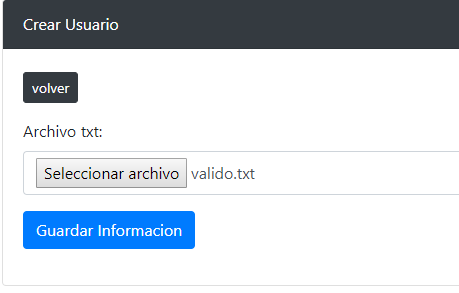 Crear Usuario
volver
Archivo txt:
Seleccionar archivo valido.txt
Guardar Informacion